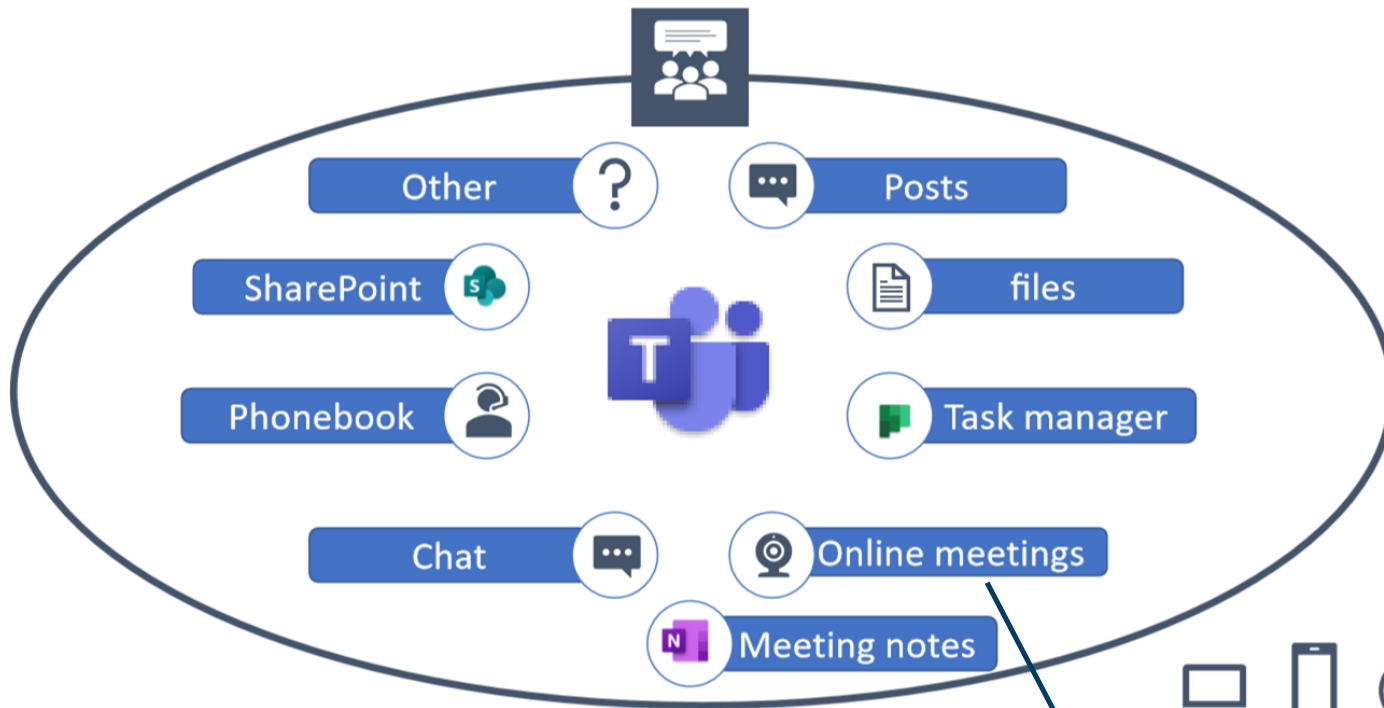 Other
Posts
SharePoint
S
files
T
Phonebook
Task manager
Chat
Online meetings
N
Meeting notes